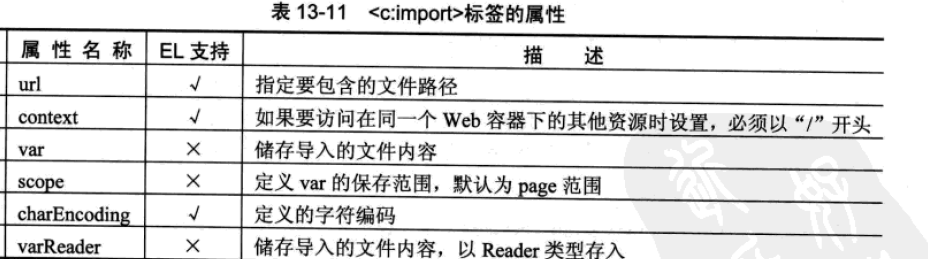 表 13-11 <c:import>标签的属性
属 性 名 称 EL 支持 描 述
url √ 指定要包含的文件路径
context √ 如果要访问在同一个 Web 容器下的其他资源时设置，必须以“/”开头
var × 储存导入的文件内容
scope × 定义 var 的保存范围，默认为 page 范围
charEncoding √ 定义的字符编码
varReader × 储存导入的文件内容，以 Reader 类型存入